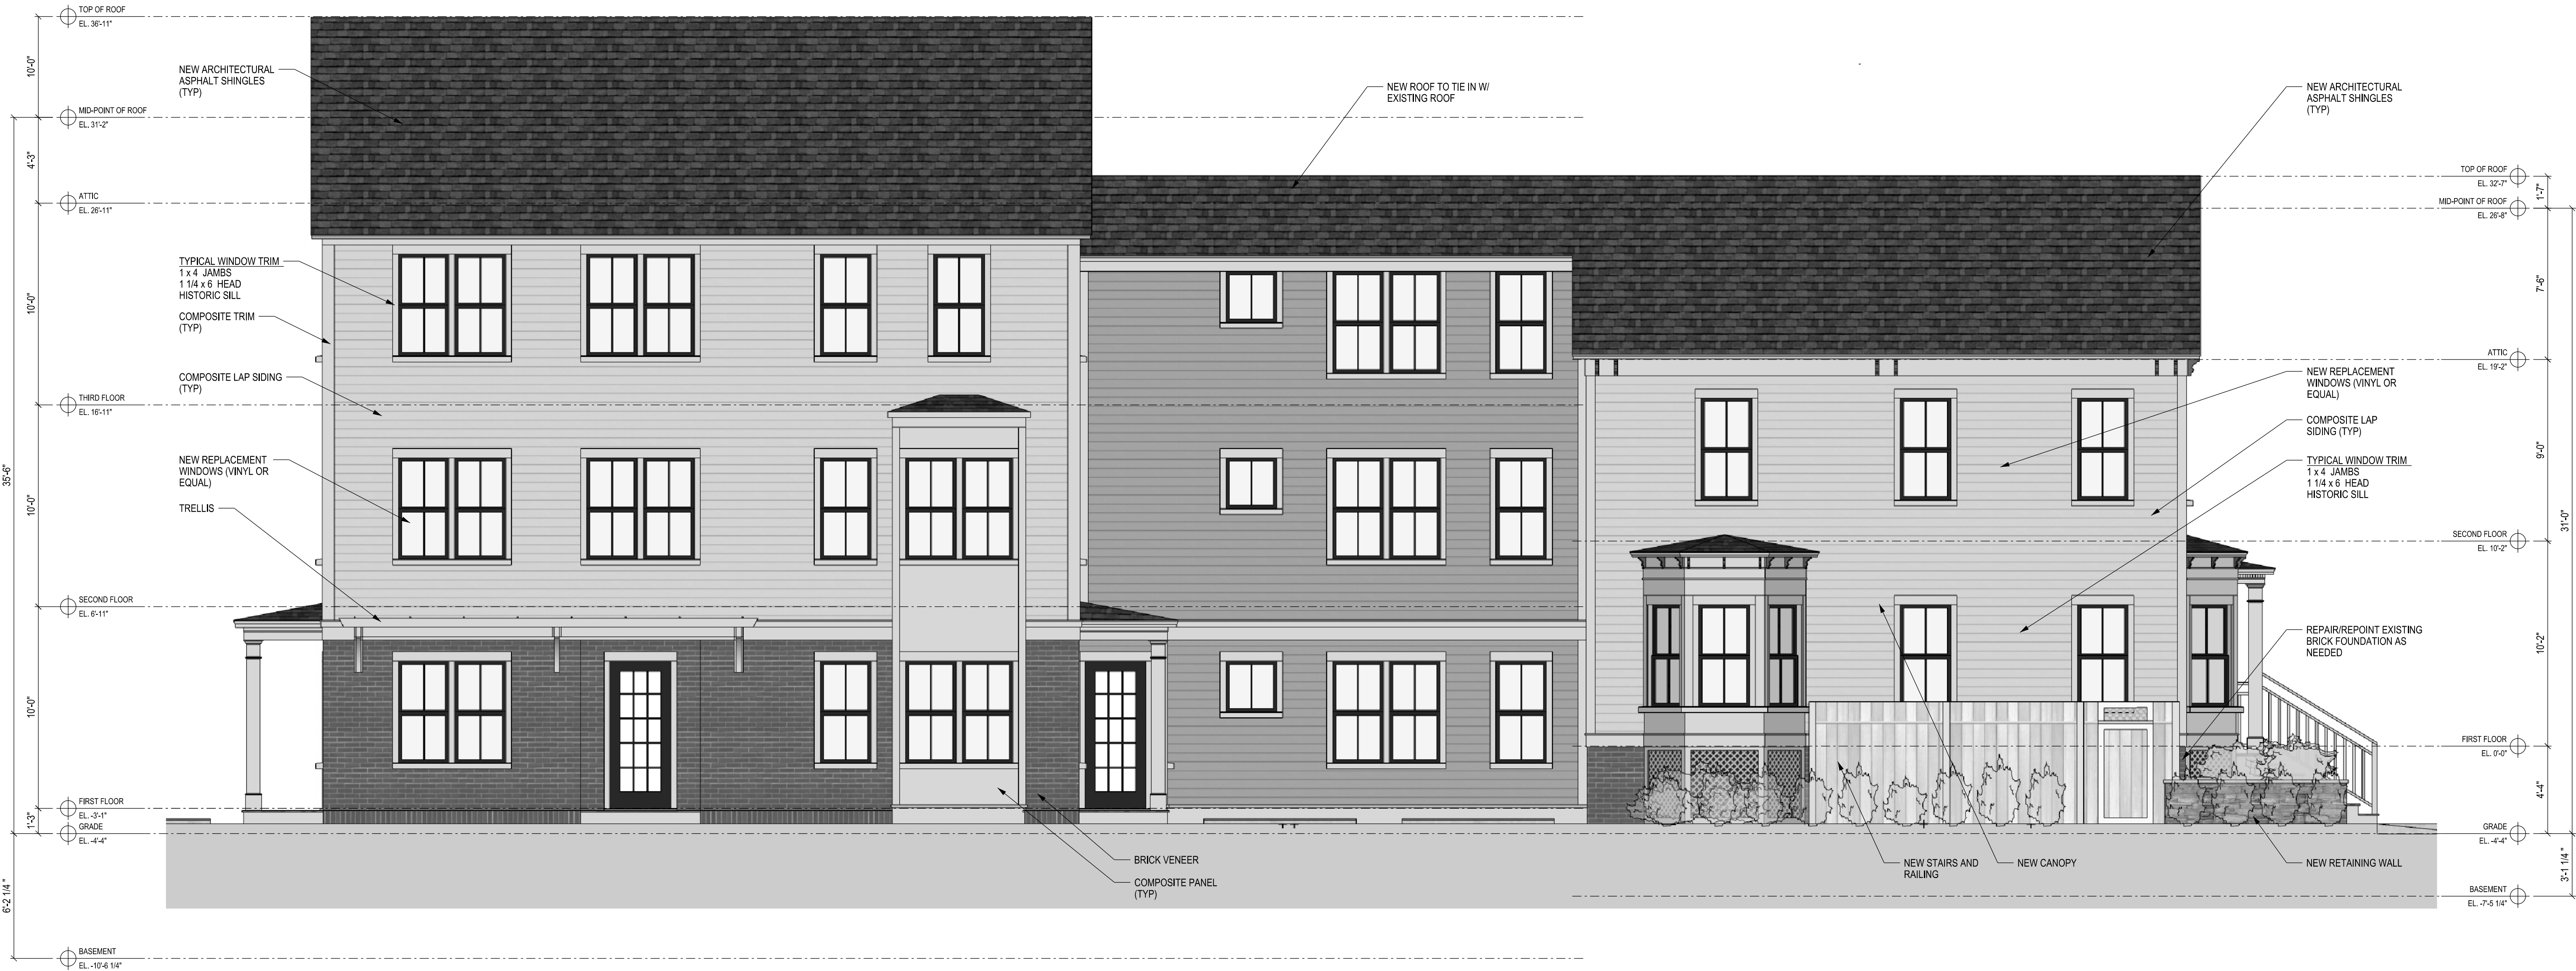 TOP OF ROOF
EL. 36'-11"
10'-0"
MID-POINT OF ROOF
EL. 31'-2"
4'-3"
ATTIC
EL. 26'-11"
10'-0"
THIRD FLOOR
EL. 16'-11"
35'-6"
10'-0"
SECOND FLOOR
EL. 6'-11"
10'-0"
FIRST FLOOR
EL. -3'-1"
1'-3"
GRADE
EL. -4'-4"
6'-2 1/4 "
BASEMENT
EL. -10'-6 1/4"
NEW ARCHITECTURAL
ASPHALT SHINGLES
(TYP)
TYPICAL WINDOW TRIM
1 x 4 JAMBS
1 1/4 x 6 HEAD
HISTORIC SILL
COMPOSITE TRIM
(TYP)
COMPOSITE LAP SIDING
(TYP)
NEW REPLACEMENT
WINDOWS (VINYL OR
EQUAL)
TRELLIS
NEW ROOF TO TIE IN W/
EXISTING ROOF
BRICK VENEER
COMPOSITE PANEL
(TYP)
NEW STAIRS AND
RAILING
NEW CANOPY
NEW ARCHITECTURAL
ASPHALT SHINGLES
(TYP)
NEW REPLACEMENT
WINDOWS (VINYL OR
EQUAL)
COMPOSITE LAP
SIDING (TYP)
TYPICAL WINDOW TRIM
1 x 4 JAMBS
1 1/4 x 6 HEAD
HISTORIC SILL
REPAIR/REPOINT EXISTING
BRICK FOUNDATION AS
NEEDED
NEW RETAINING WALL
TOP OF ROOF
EL. 32'-7"
1'-7"
MID-POINT OF ROOF
EL. 26'-8"
7'-6"
ATTIC
EL. 19'-2"
9'-0"
SECOND FLOOR
EL. 10'-2"
31'-0"
10'-2"
FIRST FLOOR
EL. 0'-0"
4'-4"
GRADE
EL. -4'-4"
3'-1 1/4 "
BASEMENT
EL. -7'-5 1/4"